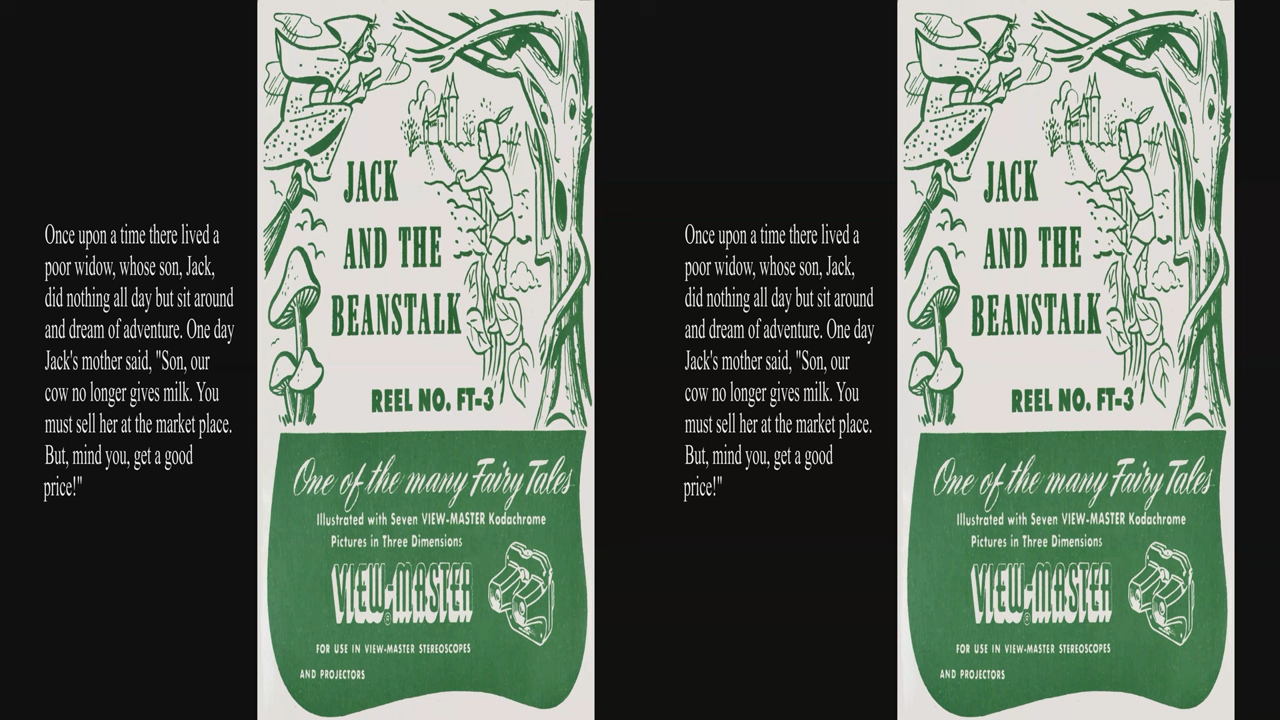 Once upon a time there lived a
poor widow, whose son, Jack,
did nothing all day but sit around
and dream of adventure. One day
Jack's mother said, "Son, our
cow no longer gives milk. You
must sell her at the market place.
But, mind you, get a good
price!"
JACK
AND THE
BEANSTALK
REEL NO. FT-3
One of the many Fairy Tales
Illustrated with Seven VIEW-MASTER Kodachrome
Pictures in Three Dimensions
VIEW-MASTER
®
FOR USE IN VIEW-MASTER STEREOSCOPES
AND PROJECTORS
Once upon a time there lived a
poor widow, whose son, Jack,
did nothing all day but sit around
and dream of adventure. One day
Jack's mother said, "Son, our
cow no longer gives milk. You
must sell her at the market place.
But, mind you, get a good
price!"
JACK
AND THE
BEANSTALK
REEL NO. FT-3
One of the many Fairy Tales
Illustrated with Seven VIEW-MASTER Kodachrome
Pictures in Three Dimensions
VIEW-MASTER
®
FOR USE IN VIEW-MASTER STEREOSCOPES
AND PROJECTORS